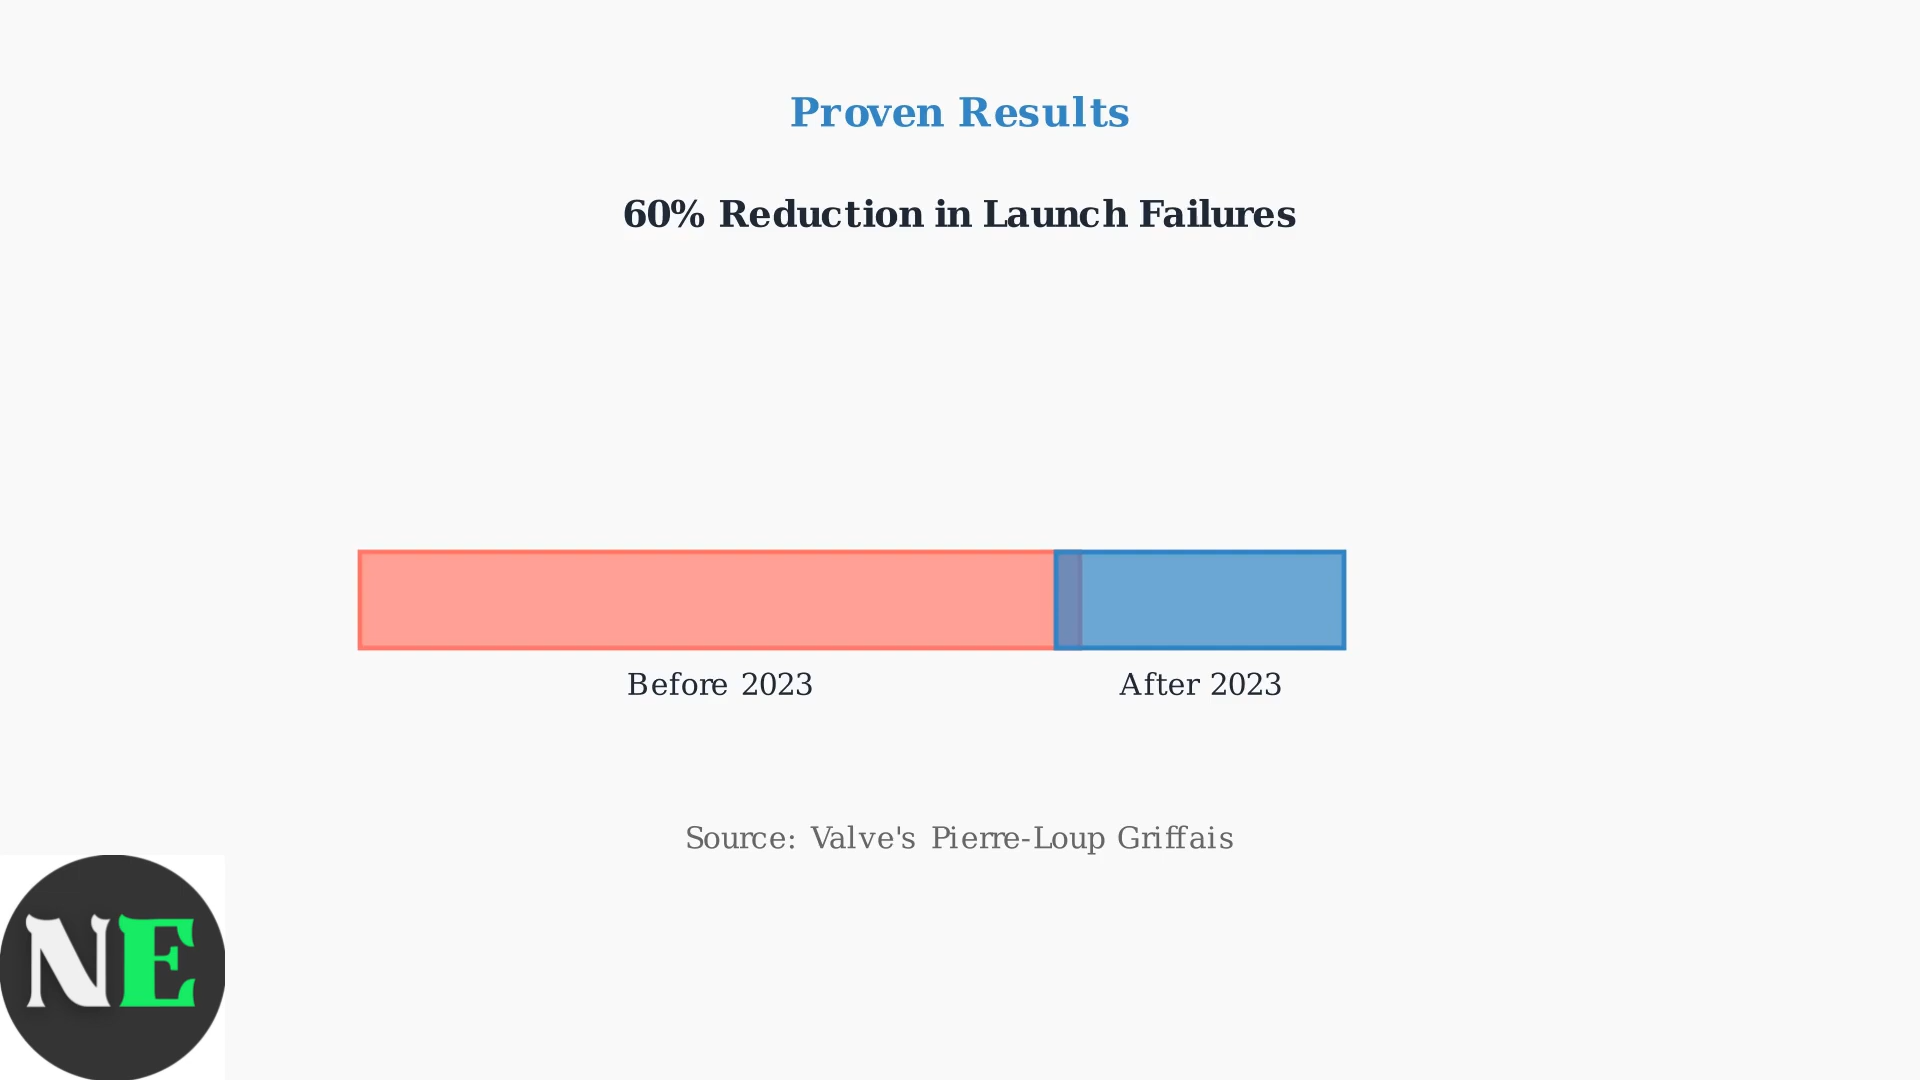 Proven Results
60% Reduction in Launch Failures
Before 2023
After 2023
Source: Valve's Pierre-Loup Griffais
NE